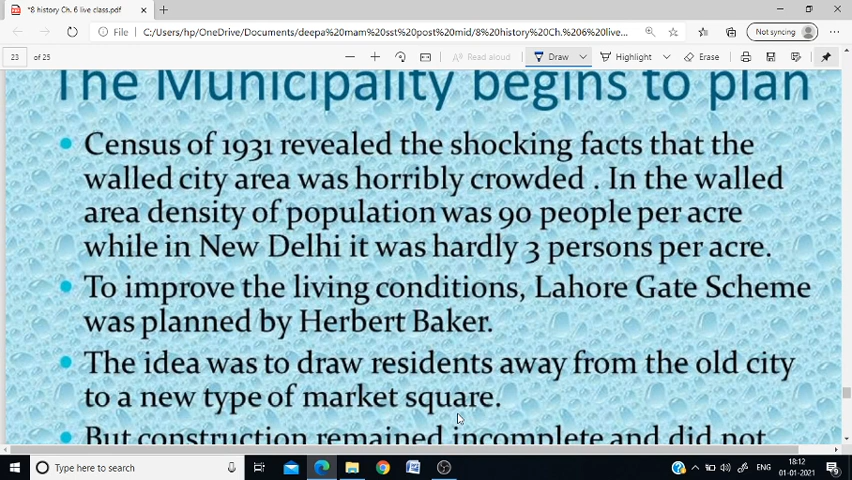 *8 history Ch. 6 live class.pdf
File C:/Users/hp/OneDrive/Documents/deepa%20mam%20sst%20post%20mid/8%20history%20Ch.%206%20live... Not syncing
23 of 25 Read aloud Draw Highlight Erase
The Municipality begins to plan
Census of 1931 revealed the shocking facts that the
walled city area was horribly crowded . In the walled
area density of population was 90 people per acre
while in New Delhi it was hardly 3 persons per acre.
To improve the living conditions, Lahore Gate Scheme
was planned by Herbert Baker.
The idea was to draw residents away from the old city
to a new type of market square.
But construction remained incomplete and did not
Type here to search ENG 18:12
01-01-2021